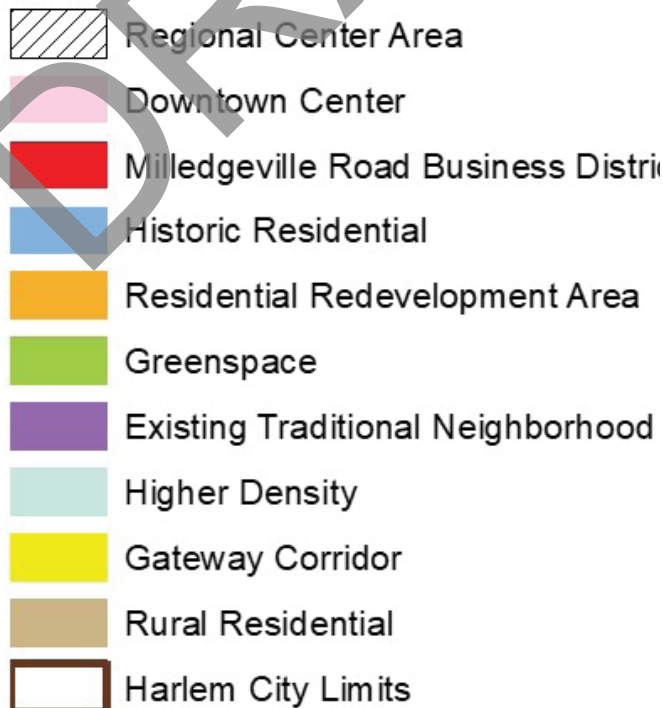 Regional Center Area
Downtown Center
Milledgeville Road Business
Historic Residential
Residential Redevelopment Area
Greenspace
Existing Traditional Neighborhood
Higher Density
Gateway Corridor
Rural Residential
Harlem City Limits